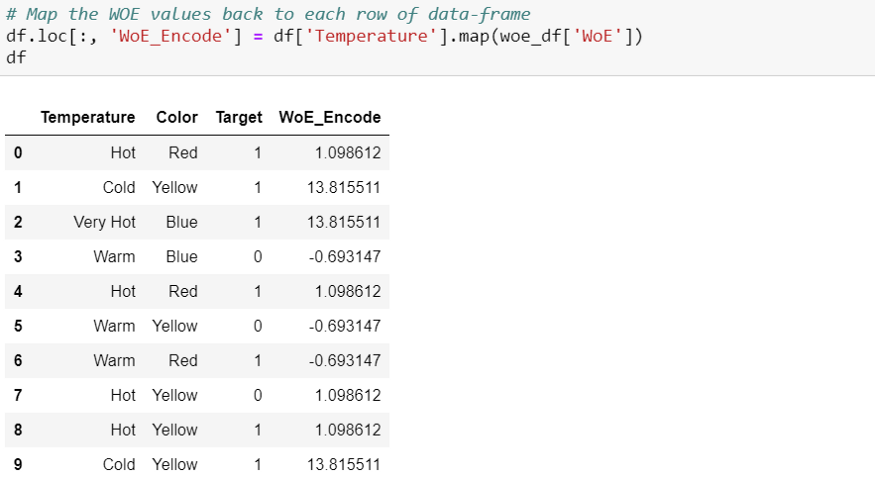 # Map the WOE values back to each row of data-frame
df.loc[:, 'WoE_Encode'] = df['Temperature'].map(woe_df['WoE'])
df
Temperature Color Target WoE_Encode
0 Hot Red 1 1.098612
1 Cold Yellow 1 13.815511
2 Very Hot Blue 1 13.815511
3 Warm Blue 0 -0.693147
4 Hot Red 1 1.098612
5 Warm Yellow 0 -0.693147
6 Warm Red 1 -0.693147
7 Hot Yellow 0 1.098612
8 Hot Yellow 1 1.098612
9 Cold Yellow 1 13.815511